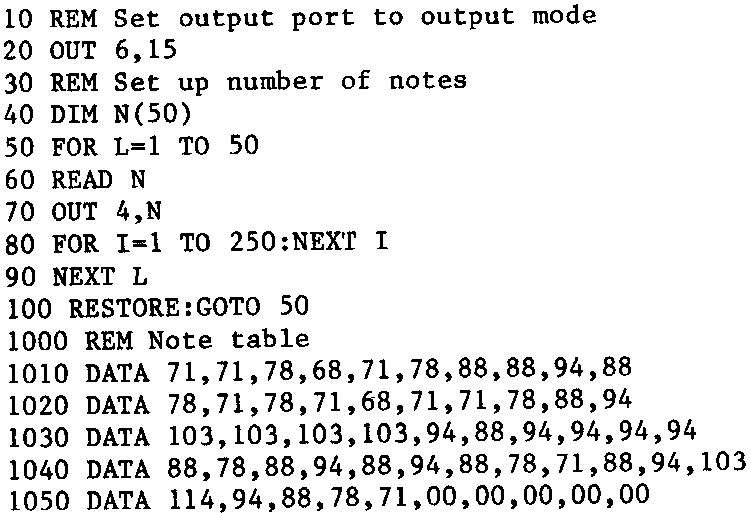 10 REM Set output port to output mode
20 OUT 6,15
30 REM Set up number of notes
40 DIM N(50)
50 FOR L=1 TO 50
60 READ N
70 OUT 4,N
80 FOR I=1 TO 250:NEXT I
90 NEXT L
100 RESTORE:GOTO 50
1000 REM Note table
1010 DATA 71,71,78,68,71,78,88,88,94,88
1020 DATA 78,71,78,71,68,71,71,78,88,94
1030 DATA 103,103,103,103,94,88,94,94,94,94
1040 DATA 88,78,88,94,88,94,88,78,71,88,94,103
1050 DATA 114,94,88,78,71,00,00,00,00,00